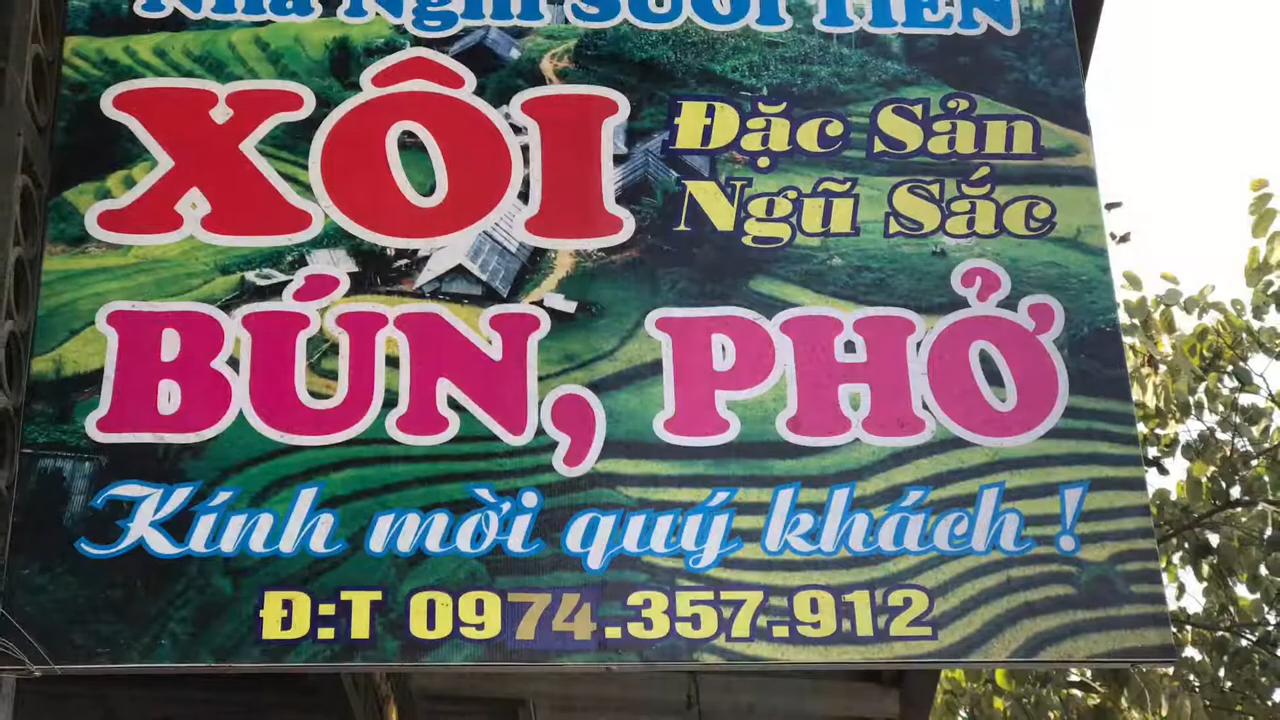 Nhà Nghỉ SUỐI TIÊN
XÔI Đặc Sản
Ngũ Sắc
BÚN, PHỞ
Kính mời quý khách !
Đ:T 0974.357.912